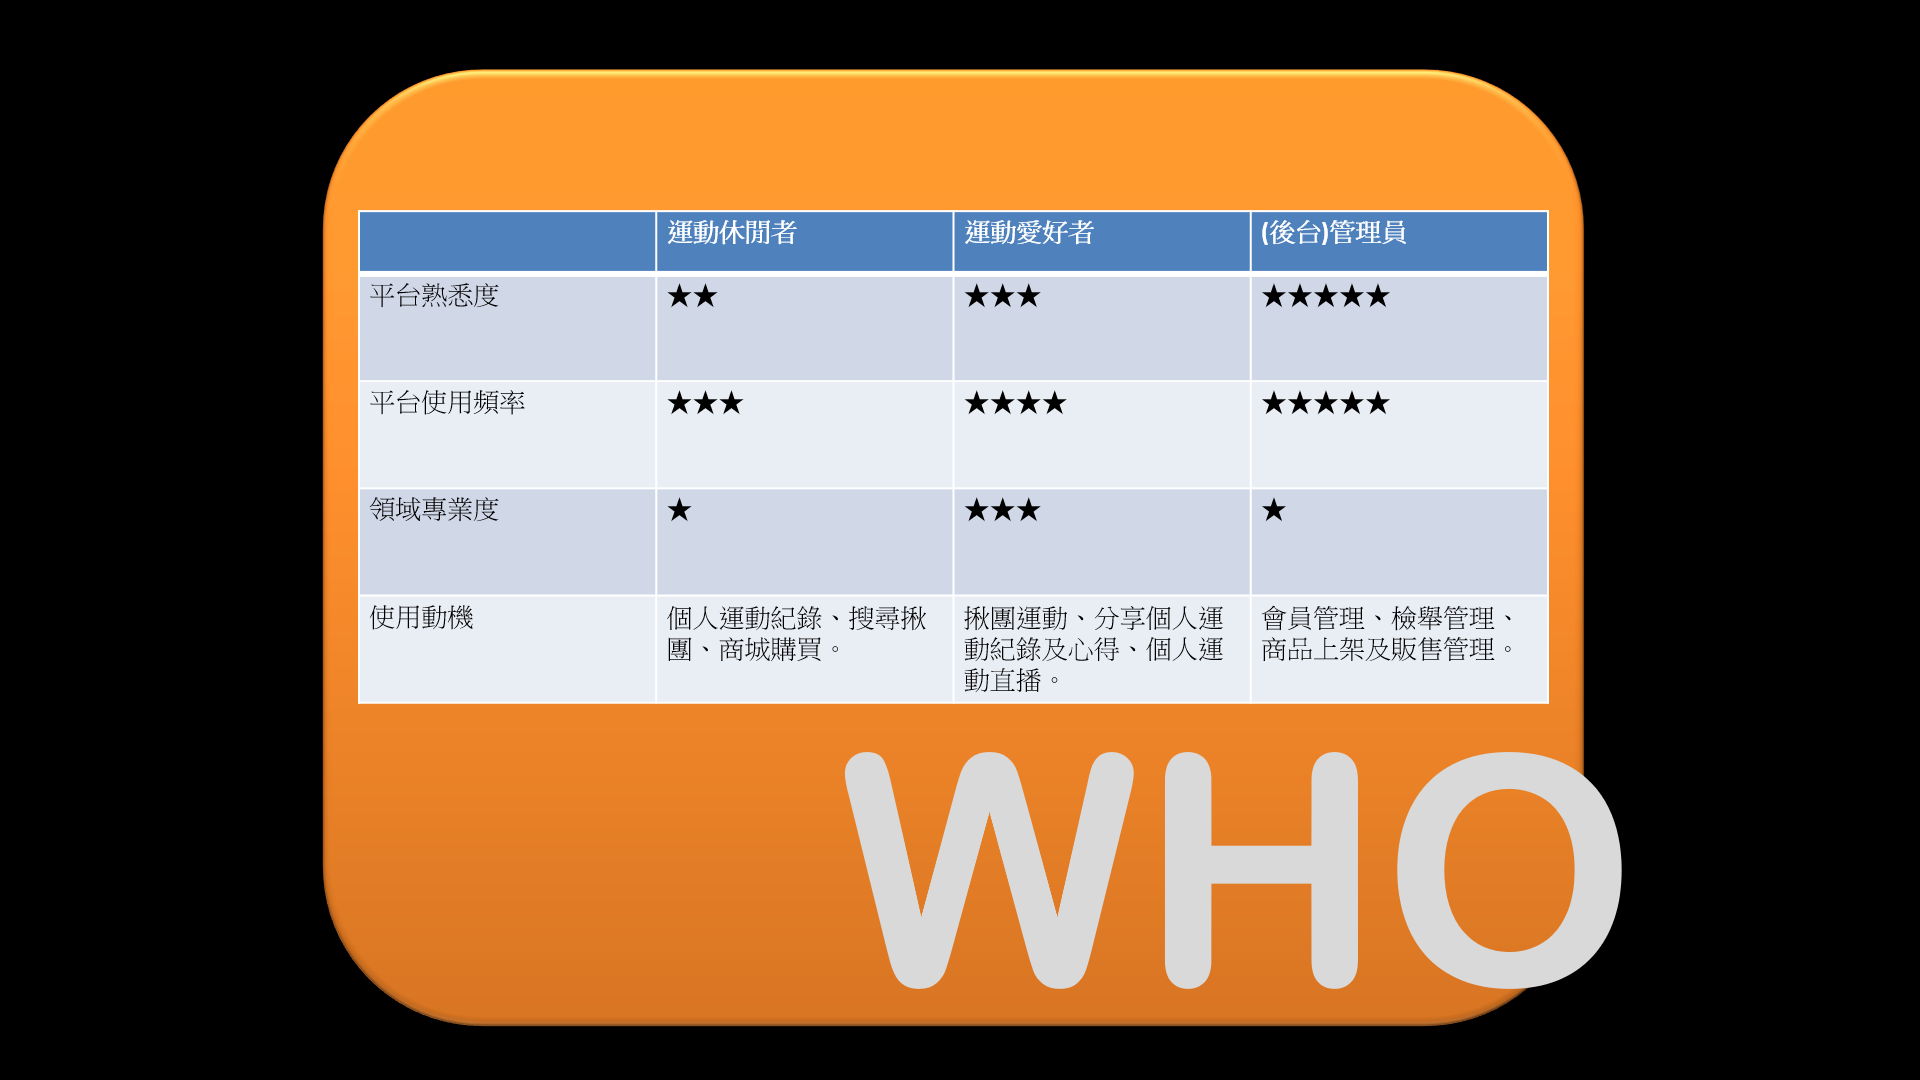 運動休閒者 運動愛好者 (後台)管理員
平台熟悉度 ★★ ★★★ ★★★★★
平台使用頻率 ★★★ ★★★★ ★★★★★
領域專業度 ★ ★★★ ★
使用動機
個人運動紀錄、搜尋揪
團、商城購買。
揪團運動、分享個人運
動紀錄及心得、個人運
動直播。
會員管理、檢舉管理、
商品上架及販售管理。
WHO